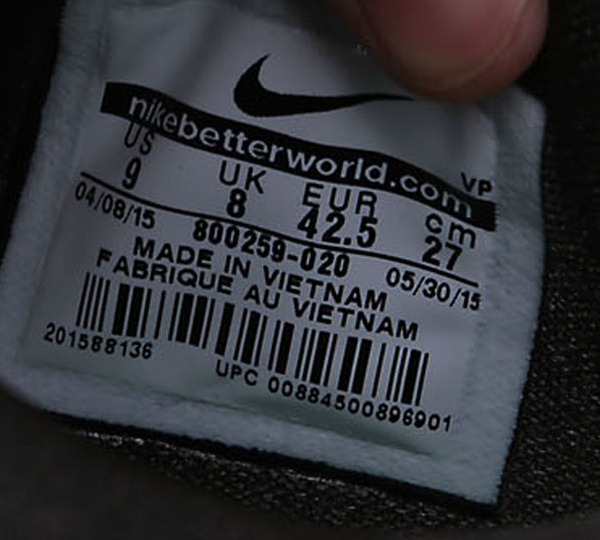 nikebetterworld.com
VP
US UK EUR cm
9 8 42.5 27
04/08/15 800259-020 05/30/15
MADE IN VIETNAM
FABRIQUE AU VIETNAM
201588136 UPC 00884500896901